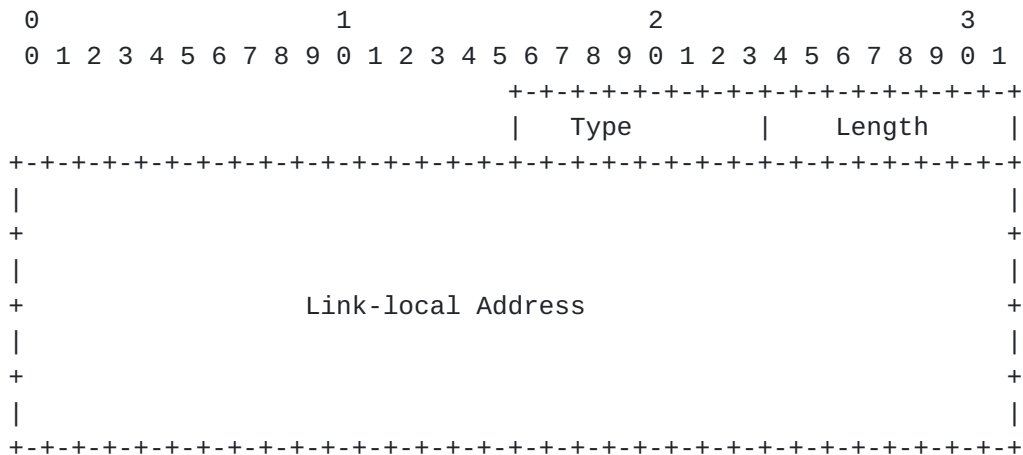 0                   1                   2                   3
 0 1 2 3 4 5 6 7 8 9 0 1 2 3 4 5 6 7 8 9 0 1 2 3 4 5 6 7 8 9 0 1
                                +-+-+-+-+-+-+-+-+-+-+-+-+-+-+-+-+
                                |   Type        |    Length     |
+-+-+-+-+-+-+-+-+-+-+-+-+-+-+-+-+-+-+-+-+-+-+-+-+-+-+-+-+-+-+-+-+
|                                                               |
+                                                               +
|                                                               |
+                  Link-local Address                           +
|                                                               |
+                                                               +
|                                                               |
+-+-+-+-+-+-+-+-+-+-+-+-+-+-+-+-+-+-+-+-+-+-+-+-+-+-+-+-+-+-+-+-+